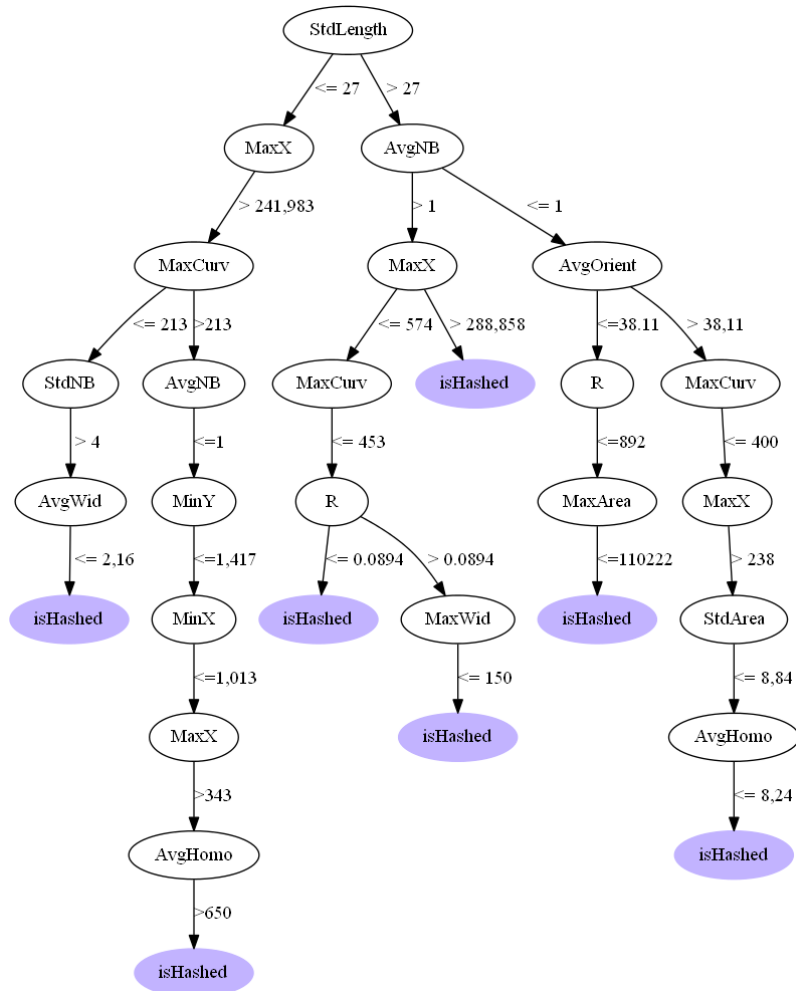 StdLength
<= 27
> 27
MaxX
AvgNB
> 241,983
> 1
<= 1
MaxCurv
MaxX
AvgOrient
<= 213
>213
<= 574
> 288,858
<=38.11
> 38,11
StdNB
AvgNB
MaxCurv
isHashed
R
MaxCurv
> 4
<=1
<= 453
<=892
<= 400
AvgWid
MinY
R
MaxArea
MaxX
<= 2,16
<=1,417
<= 0.0894
> 0.0894
<=110222
> 238
isHashed
MinX
isHashed
MaxWid
isHashed
StdArea
<=1,013
<= 150
<= 8,84
MaxX
isHashed
AvgHomo
>343
<= 8,24
AvgHomo
isHashed
>650
isHashed